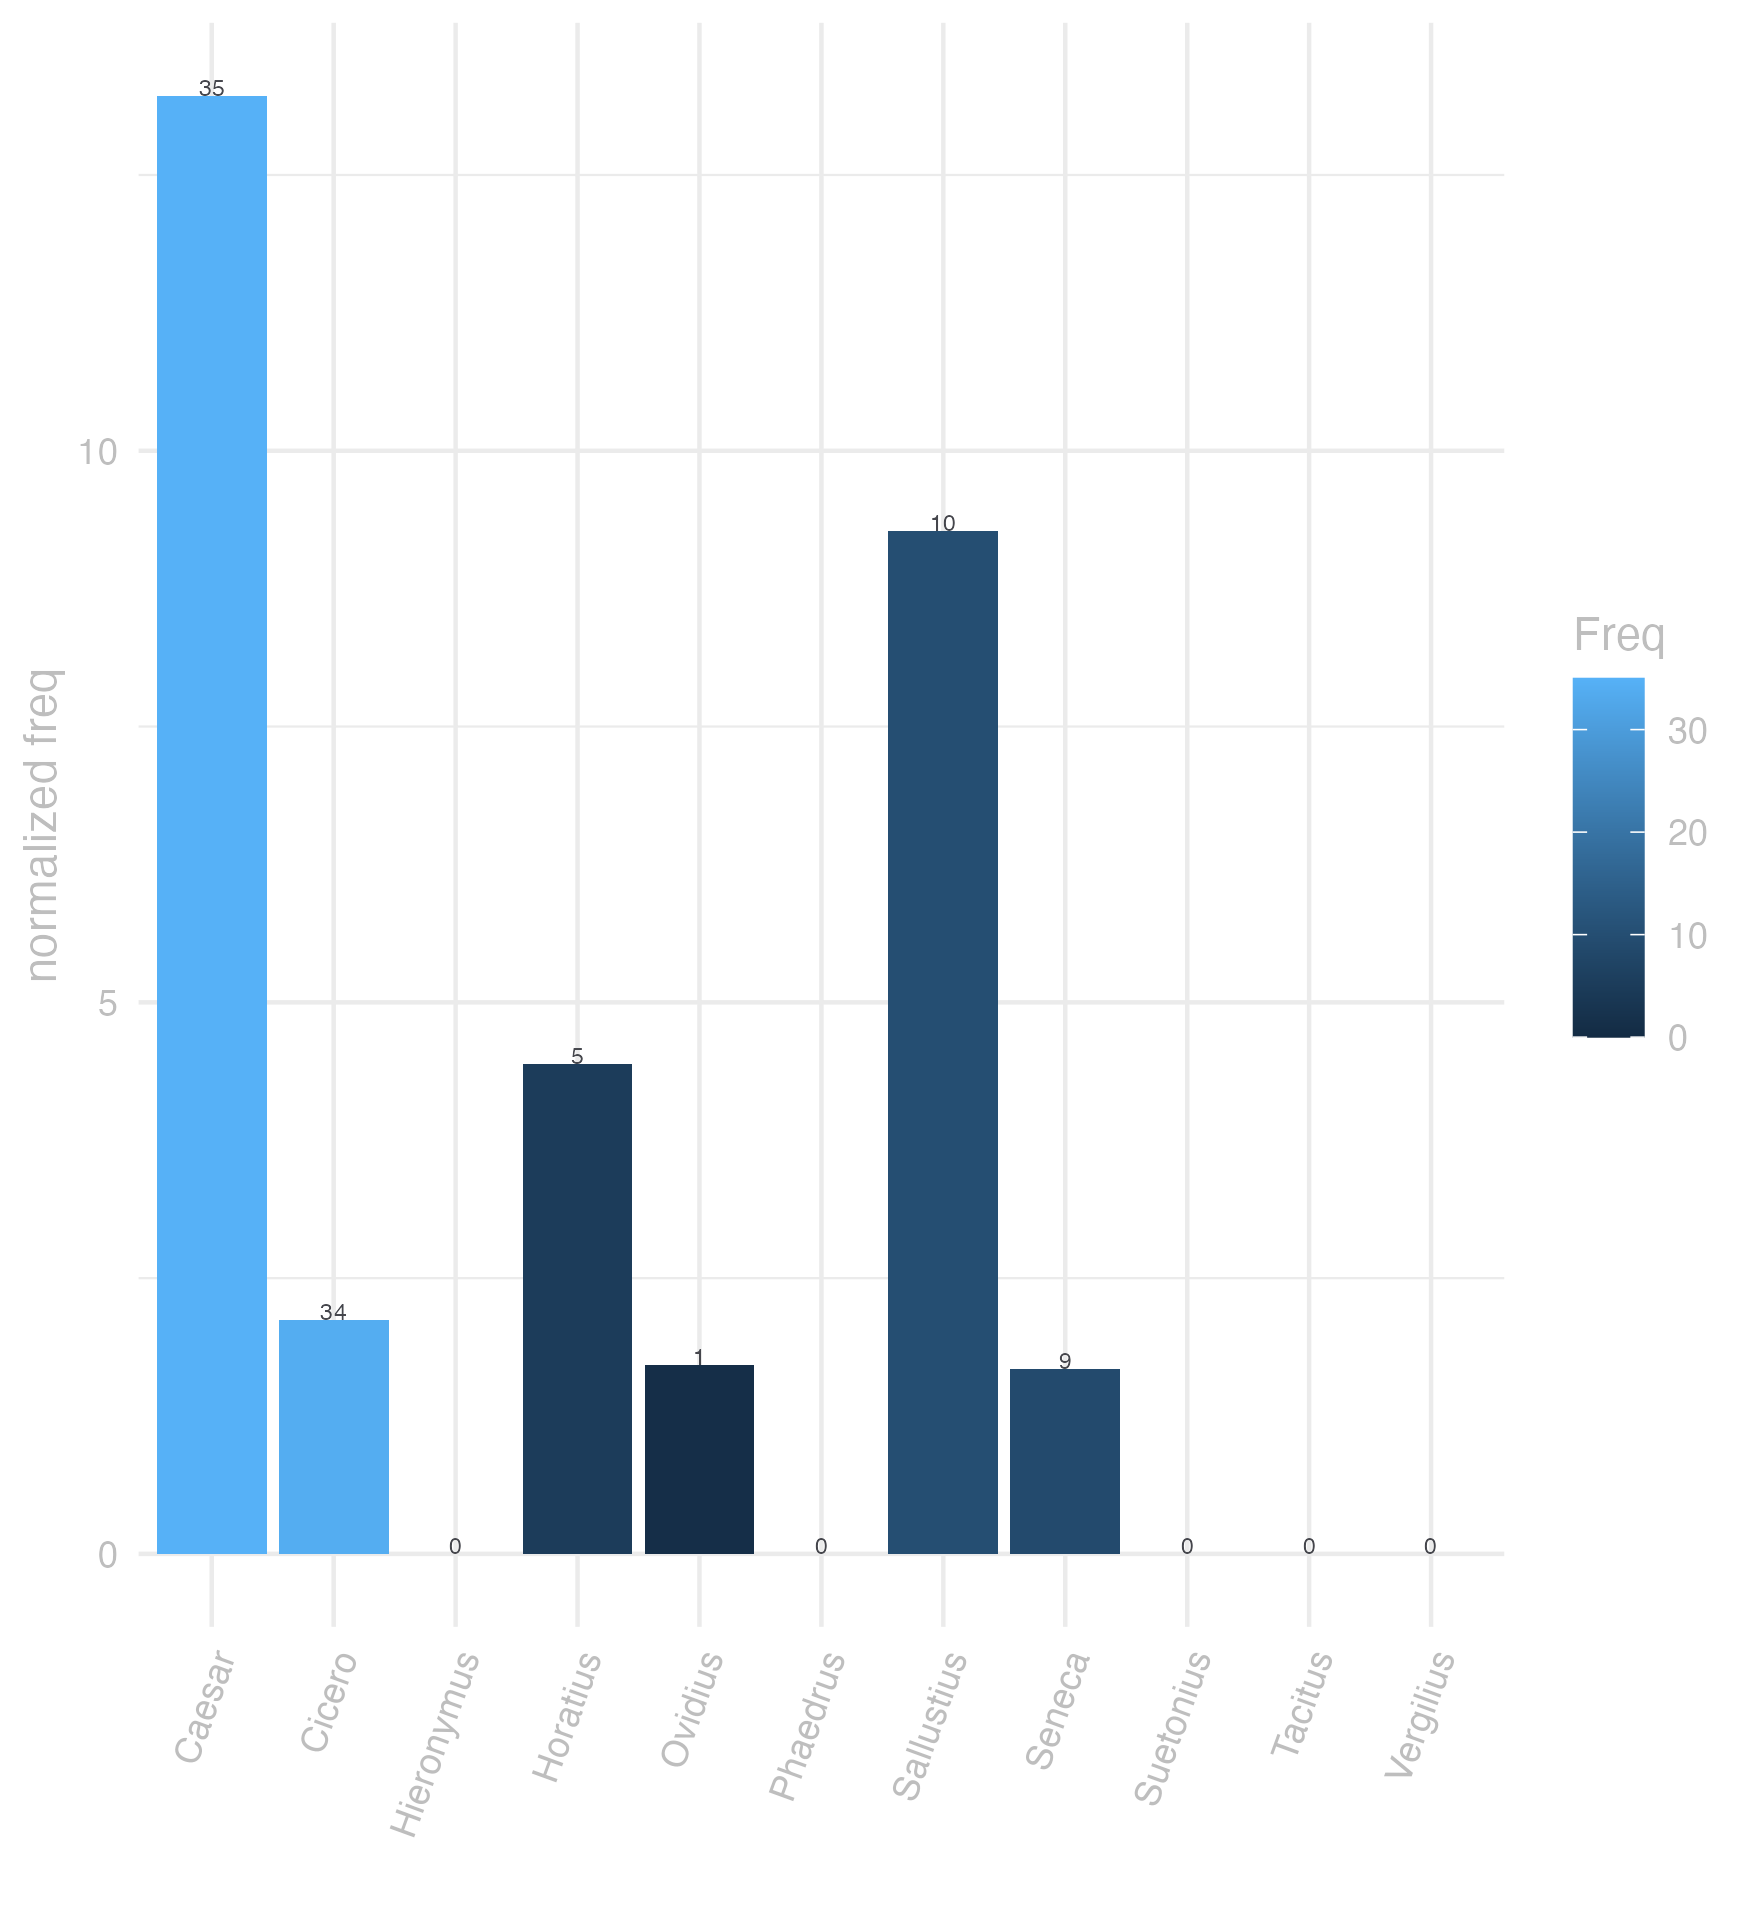 35
10
10
5
5
34
1
9
0
0
0
0
0
0
normalized freq
Caesar
Cicero
Hieronymus
Horatius
Ovidius
Phaedrus
Sallustius
Seneca
Suetonius
Tacitus
Vergilius
Freq
30
20
10
0